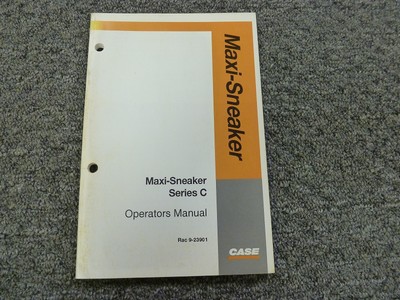 Maxi-Sneaker
Maxi-Sneaker
Series C
Operators Manual
Rac 9-23901
CASE